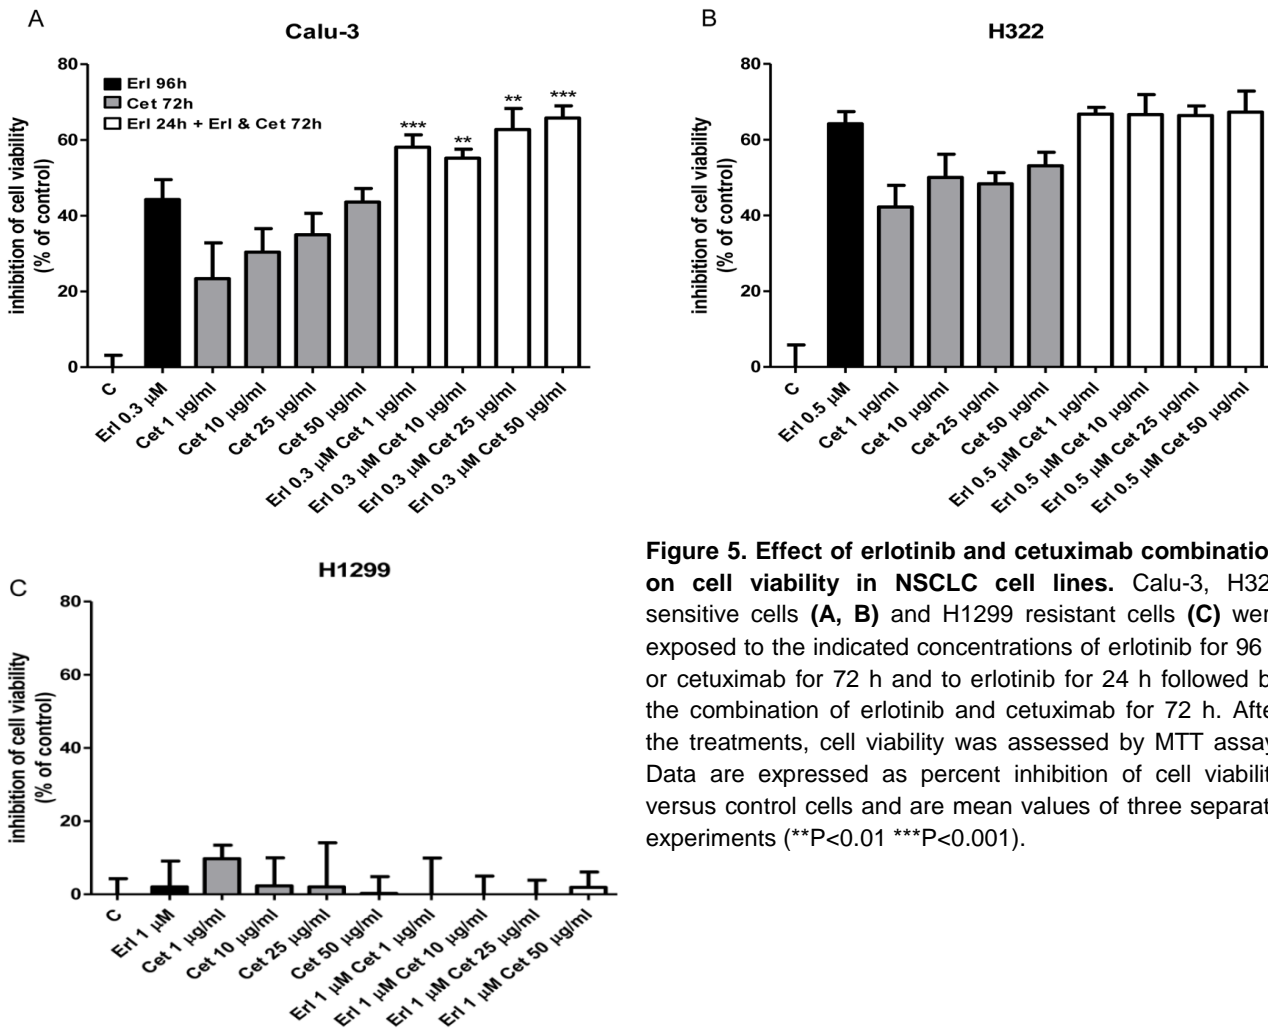 A
Calu-3
80
60
40
20
0
inhibition of cell viability
(% of control)
Erl 96h
Cet 72h
Erl 24h + Erl & Cet 72h
***
**
**
***
C
Erl 0.3 µM
Cet 1 µg/ml
Cet 10 µg/ml
Cet 25 µg/ml
Cet 50 µg/ml
Erl 0.3 µM Cet 1 µg/ml
Erl 0.3 µM Cet 10 µg/ml
Erl 0.3 µM Cet 25 µg/ml
Erl 0.3 µM Cet 50 µg/ml
B
H322
80
60
40
20
0
inhibition of cell viability
(% of control)
C
Erl 0.5 µM
Cet 1 µg/ml
Cet 10 µg/ml
Cet 25 µg/ml
Cet 50 µg/ml
Erl 0.5 µM Cet 1 µg/ml
Erl 0.5 µM Cet 10 µg/ml
Erl 0.5 µM Cet 25 µg/ml
Erl 0.5 µM Cet 50 µg/ml
C
H1299
80
60
40
20
0
inhibition of cell viability
(% of control)
C
Erl 1 µM
Cet 1 µg/ml
Cet 10 µg/ml
Cet 25 µg/ml
Cet 50 µg/ml
Erl 1 µM Cet 1 µg/ml
Erl 1 µM Cet 10 µg/ml
Erl 1 µM Cet 25 µg/ml
Erl 1 µM Cet 50 µg/ml
Figure 5. Effect of erlotinib and cetuximab combinatio
on cell viability in NSCLC cell lines. Calu-3, H32
sensitive cells (A, B) and H1299 resistant cells (C) wer
exposed to the indicated concentrations of erlotinib for 96
or cetuximab for 72 h and to erlotinib for 24 h followed b
the combination of erlotinib and cetuximab for 72 h. Afte
the treatments, cell viability was assessed by MTT assay
Data are expressed as percent inhibition of cell viabilit
versus control cells and are mean values of three separat
experiments (**P<0.01 ***P<0.001).